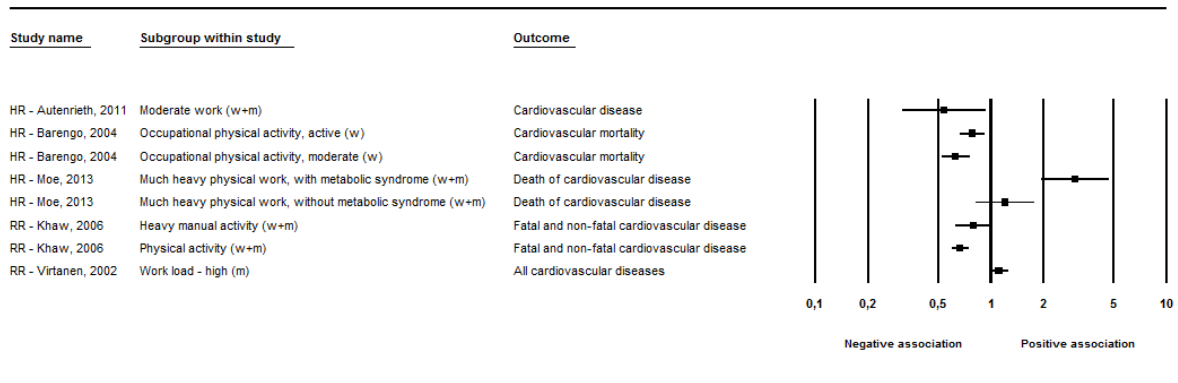 Study name Subgroup within study Outcome
HR - Autenrieth, 2011 Moderate work (w+m) Cardiovascular disease
HR - Barengo, 2004 Occupational physical activity, active (w) Cardiovascular mortality
HR - Barengo, 2004 Occupational physical activity, moderate (w) Cardiovascular mortality
HR - Moe, 2013 Much heavy physical work, with metabolic syndrome (w+m) Death of cardiovascular disease
HR - Moe, 2013 Much heavy physical work, without metabolic syndrome (w+m) Death of cardiovascular disease
RR - Khaw, 2006 Heavy manual activity (w+m) Fatal and non-fatal cardiovascular disease
RR - Khaw, 2006 Physical activity (w+m) Fatal and non-fatal cardiovascular disease
RR - Virtanen, 2002 Work load - high (m) All cardiovascular diseases
0,1 0,2 0,5 1 2 5 10
Negative association Positive association